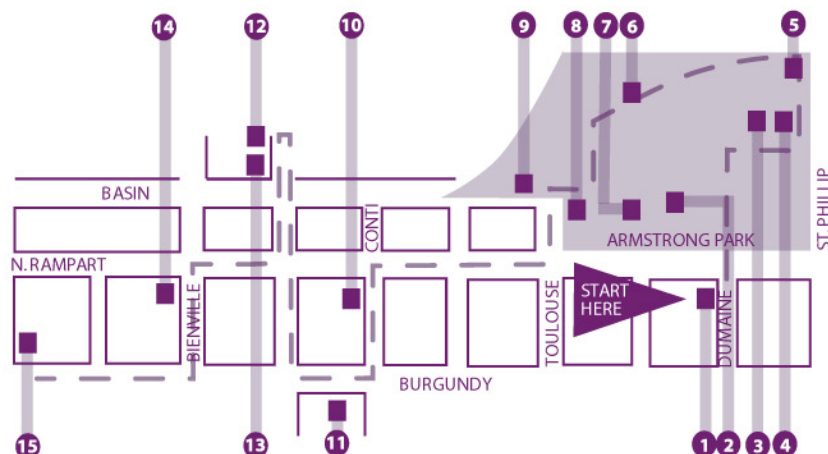 14
12
10
9
8
7
6
5
BASIN
CONTI
ST. PHILLIP
ARMSTRONG PARK
N. RAMPART
BIENVILLE
TOULOUSE
START
HERE
DUMAINE
BURGUNDY
15
13
11
1
2
3
4